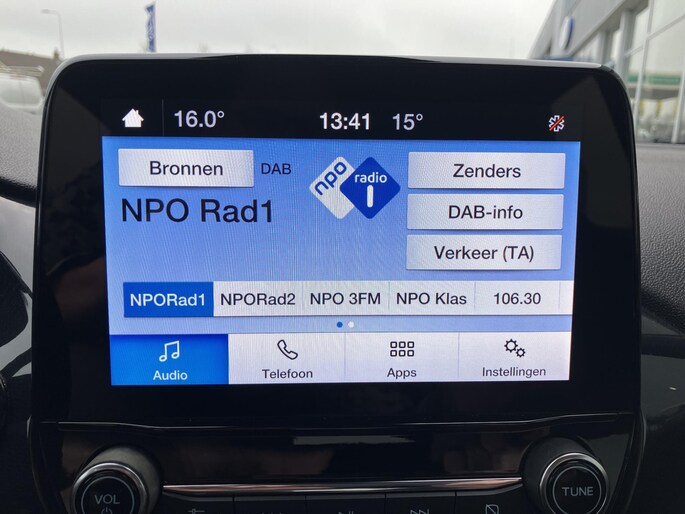 16.0° 13:41 15°
Bronnen DAB npo radio 1 Zenders
NPO Rad1 DAB-info
Verkeer (TA)
NPORad1 NPORad2 NPO 3FM NPO Klas 106.30
Audio Telefoon Apps Instellingen
VOL TUNE